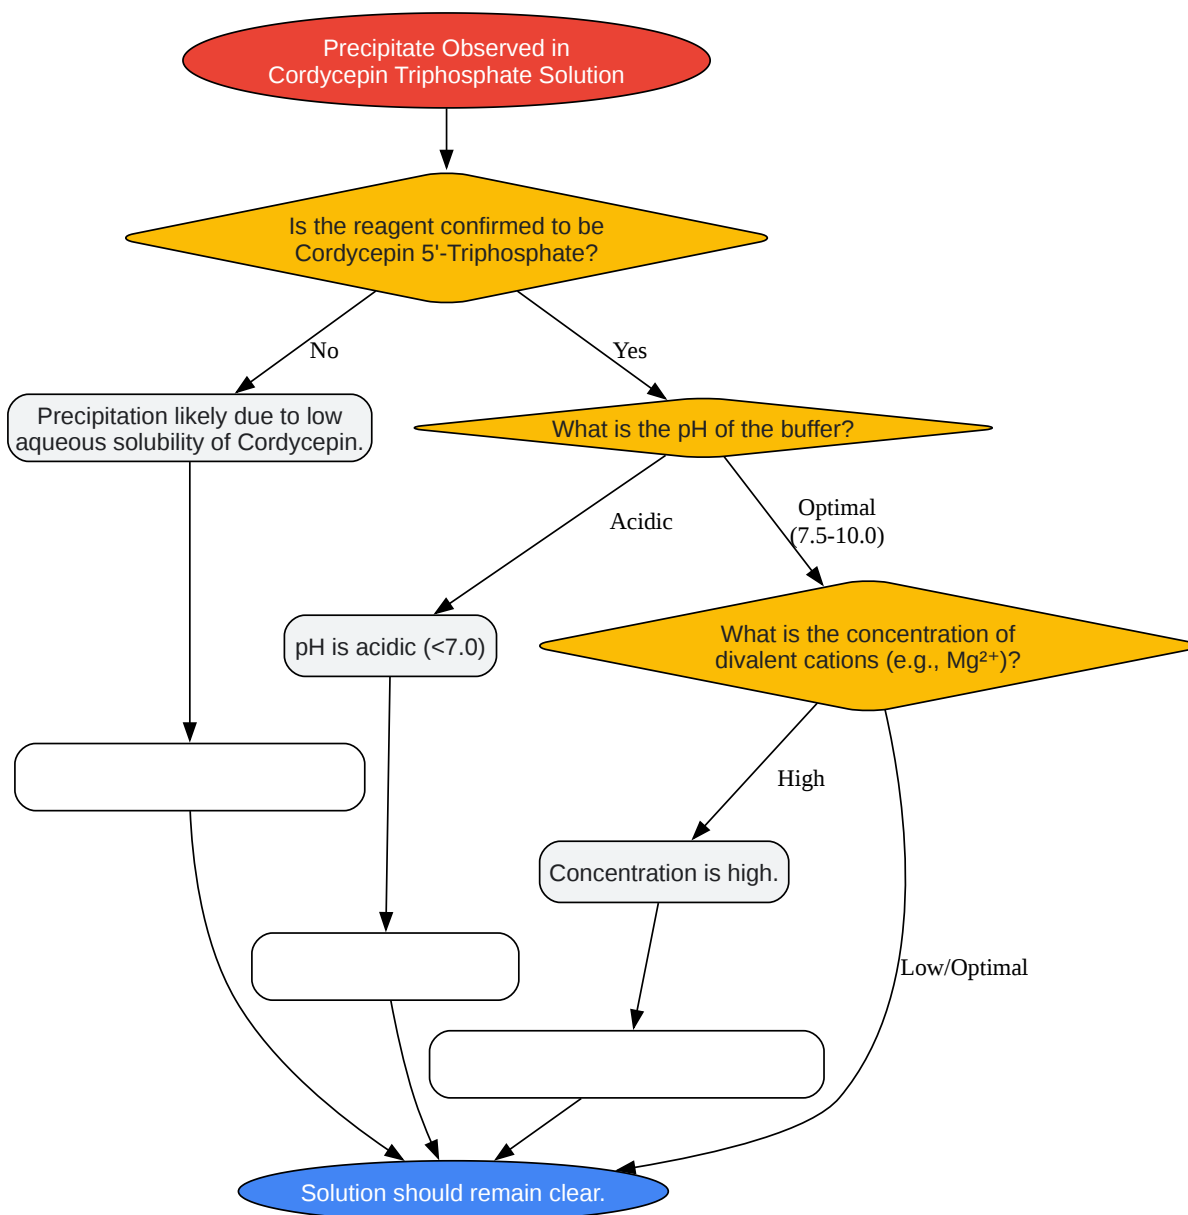 Precipitate Observed in
Cordycepin Triphosphate Solution
Is the reagent confirmed to be
Cordycepin 5'-Triphosphate?
No
Yes
Precipitation likely due to low
aqueous solubility of Cordycepin.
What is the pH of the buffer?
Acidic
Optimal
(7.5-10.0)
pH is acidic (<7.0)
What is the concentration of
divalent cations (e.g., Mg²⁺)?
High
Concentration is high.
Low/Optimal
Solution should remain clear.